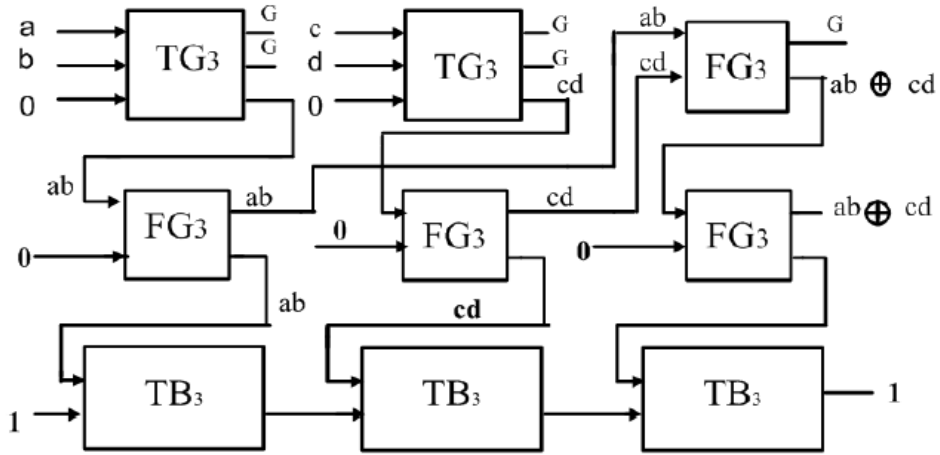 a TG3 G c TG3 G ab FG3 G
b G d G cd
0 0 cd ab ⊕ cd
ab FG3 ab 0 FG3 cd 0 FG3 ab ⊕ cd
0
ab cd
1 TB3 TB3 TB3 1